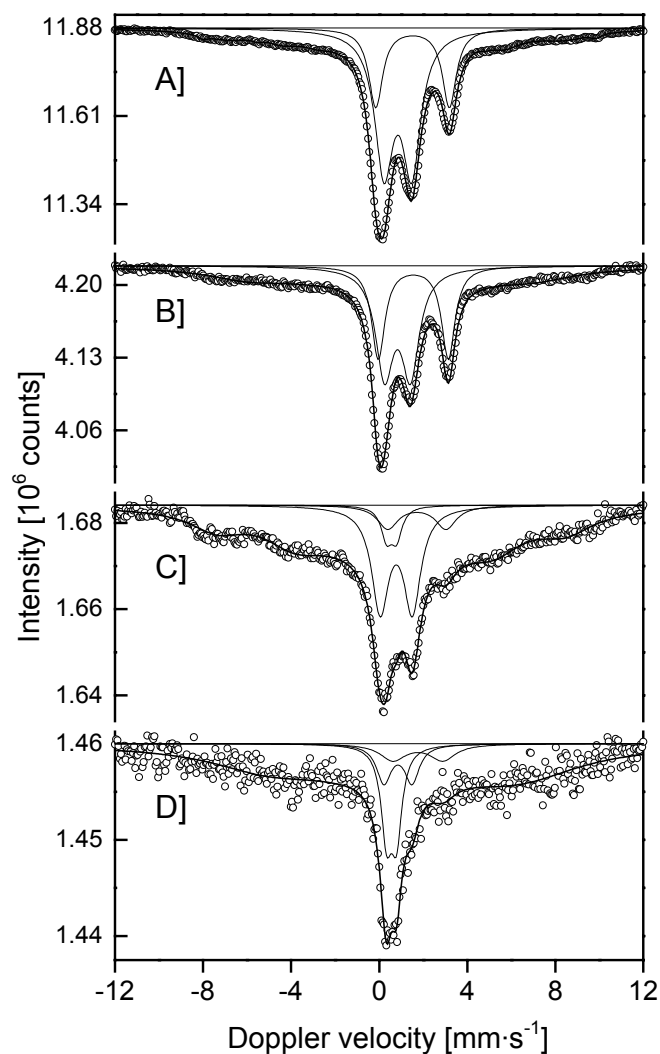 11.88
A]
11.61
11.34
4.20
B]
4.13
4.06
1.68
C]
1.66
1.64
1.46
D]
1.45
1.44
Intensity [10⁶ counts]
-12 -8 -4 0 4 8 12
Doppler velocity [mm·s⁻¹]